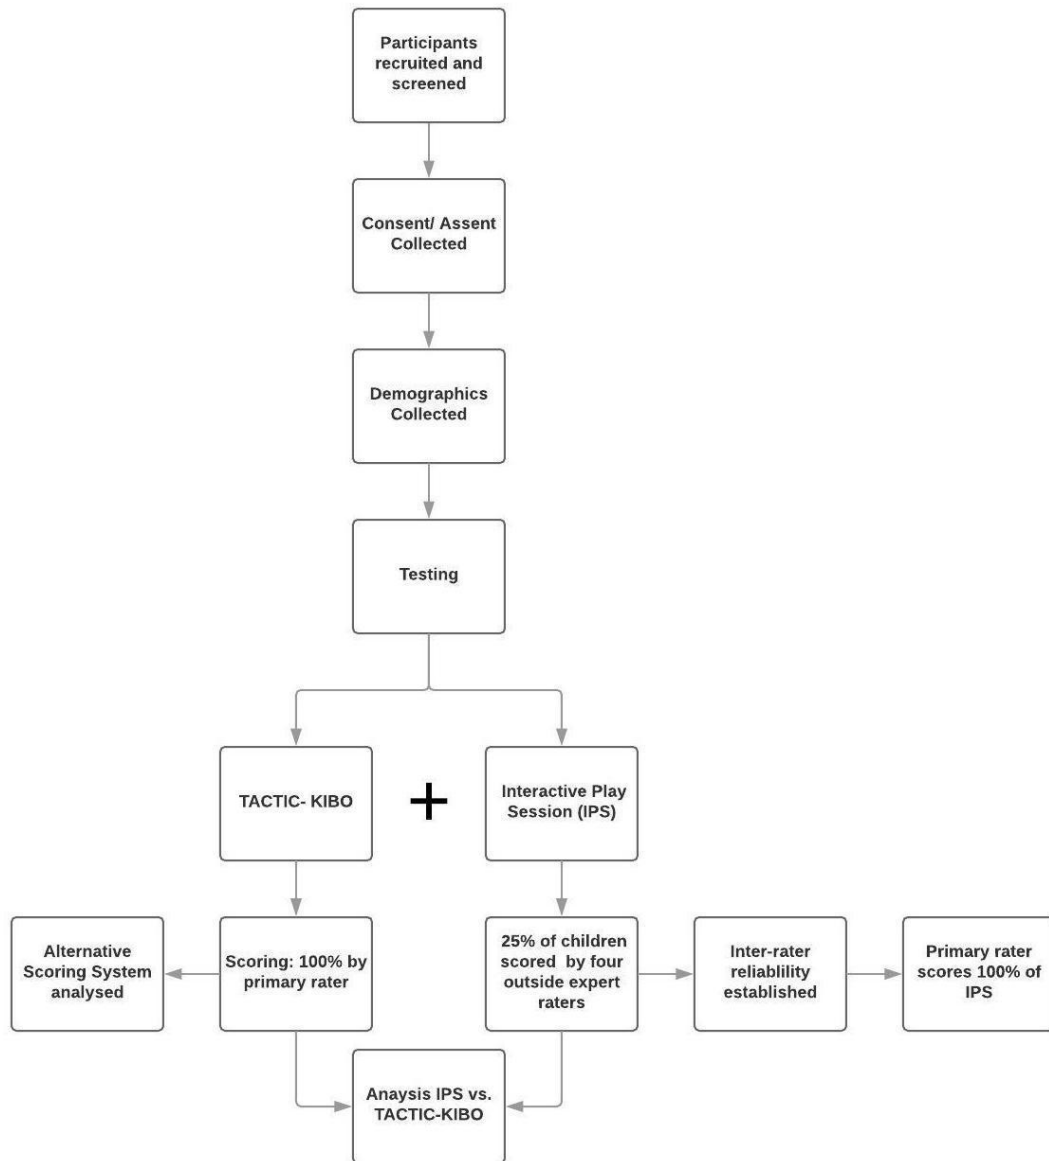 Participants
recruited and
screened
Consent/ Assent
Collected
Demographics
Collected
Testing
TACTIC- KIBO
+
Interactive Play
Session (IPS)
Alternative
Scoring System
analysed
Scoring: 100% by
primary rater
25% of children
scored by four
outside expert
raters
Inter-rater
reliablility
established
Primary rater
scores 100% of
IPS
Anaysis IPS vs.
TACTIC-KIBO